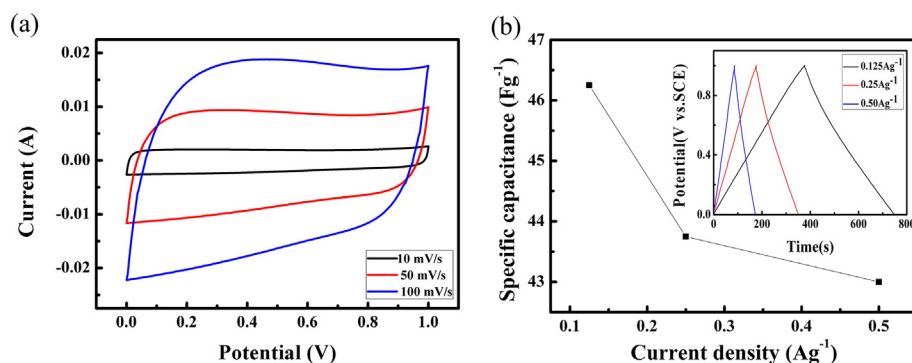 (a)
0.02
0.01
0.00
-0.01
-0.02
Current (A)
0.0 0.2 0.4 0.6 0.8 1.0
Potential (V)
10 mV/s
50 mV/s
100 mV/s
(b)
47
46
45
44
43
Specific capacitance (Fg⁻¹)
0.1 0.2 0.3 0.4 0.5
Current density (Ag⁻¹)
0.125Ag⁻¹
0.25Ag⁻¹
0.50Ag⁻¹
0.8
0.4
0.0
Potential(V vs.SCE)
0 200 400 600 800
Time(s)